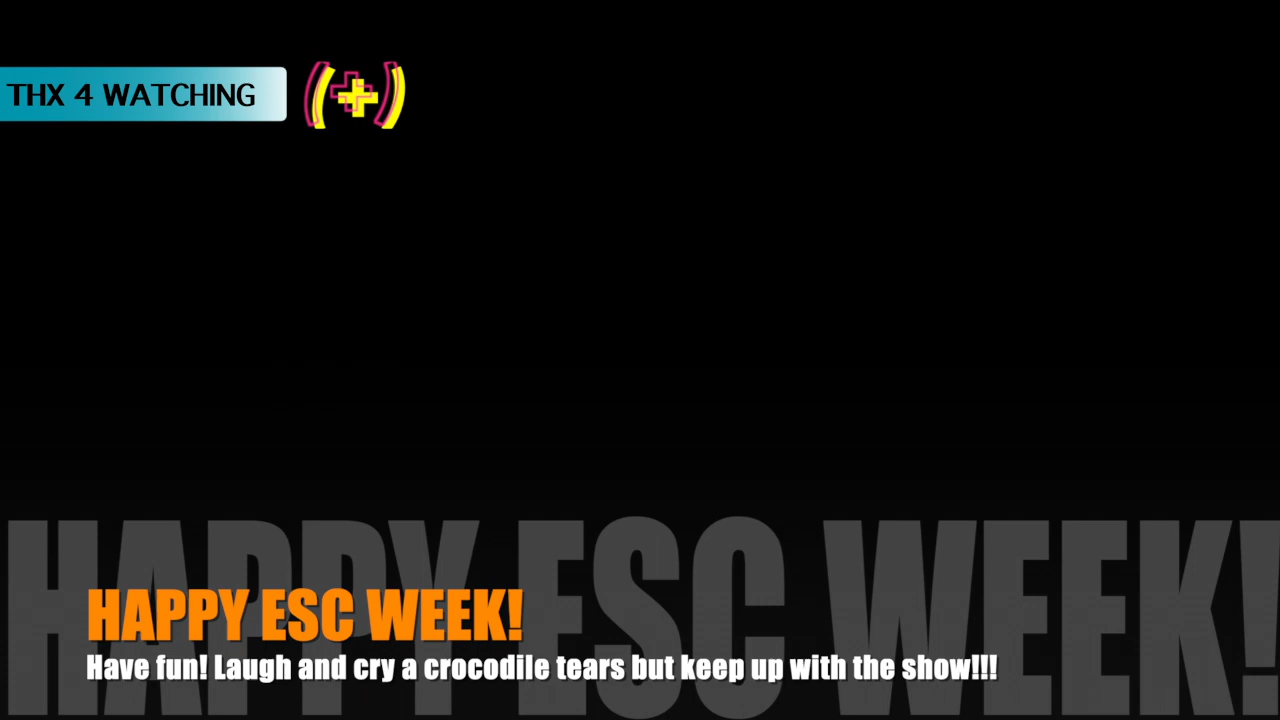 THX 4 WATCHING
(+)
HAPPY ESC WEEK!
HAPPY ESC WEEK!
Have fun! Laugh and cry a crocodile tears but keep up with the show!!!